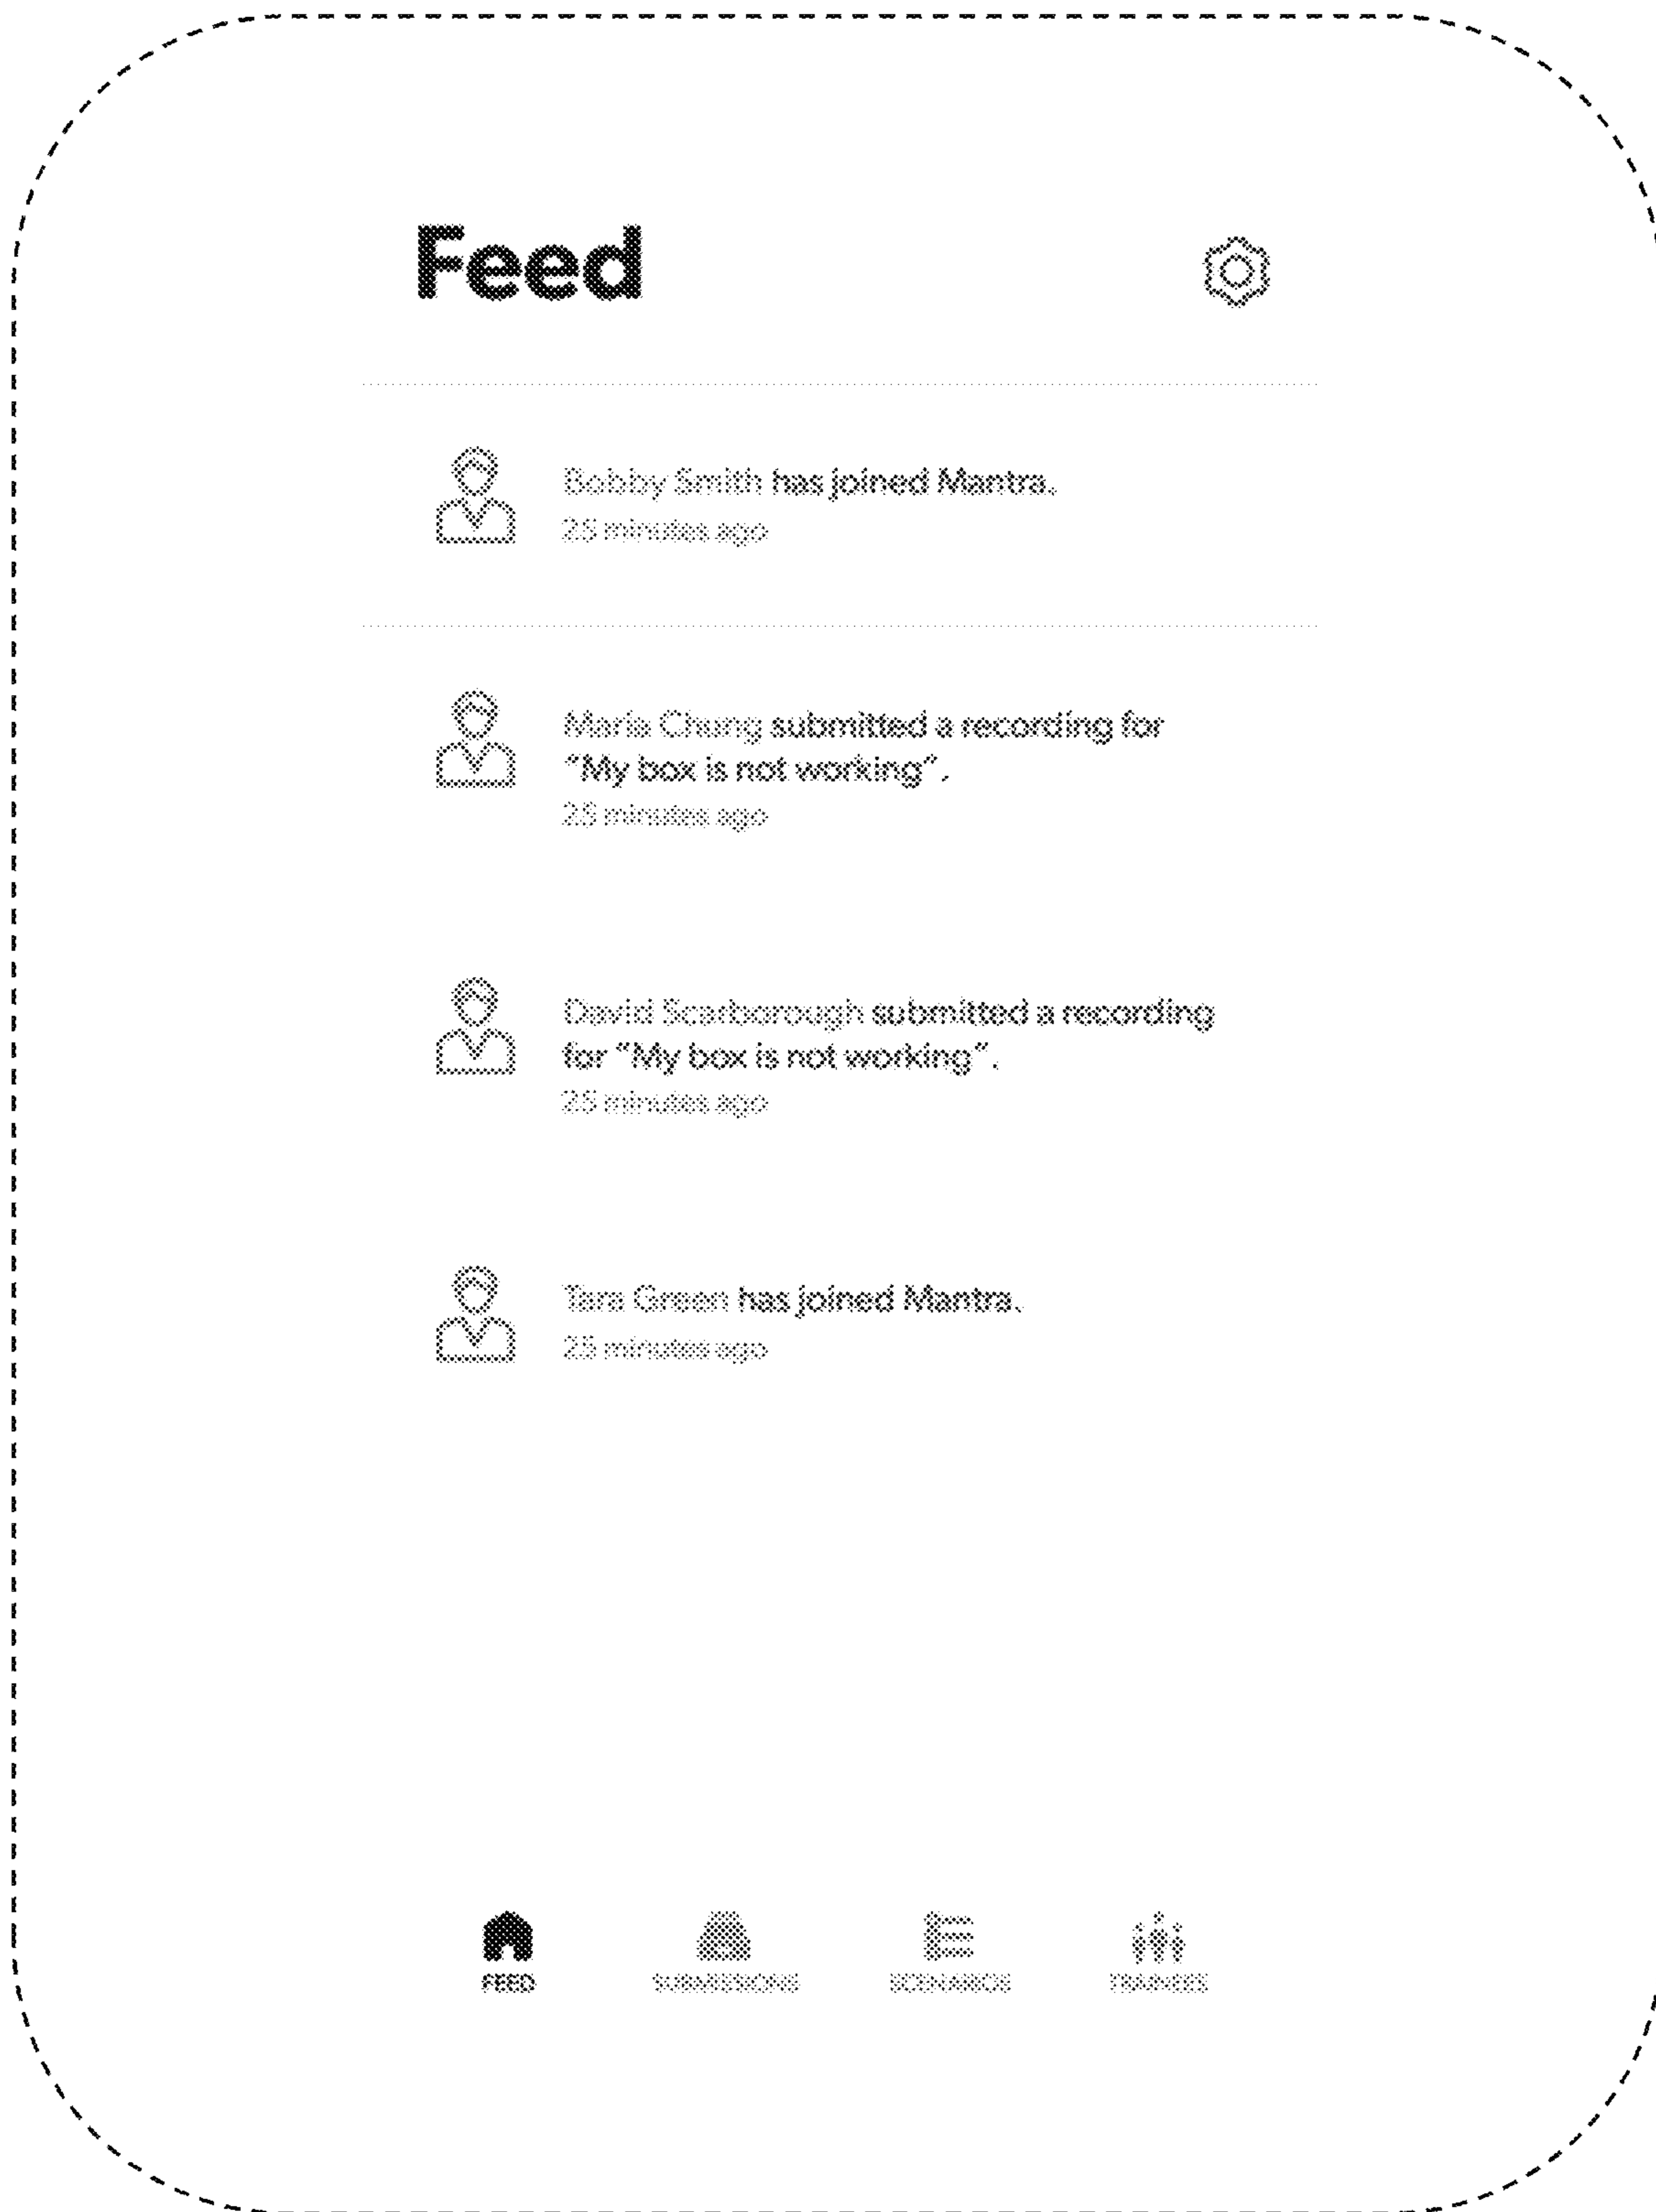 Feed
Bobby Smith has joined Mantra.
25 minutes ago
Maria Chung submitted a recording for
“My box is not working”.
25 minutes ago
David Scarborough submitted a recording
for “My box is not working”.
25 minutes ago
Tara Green has joined Mantra.
25 minutes ago
FEED SUBMISSIONS SCENARIOS TRAINEES